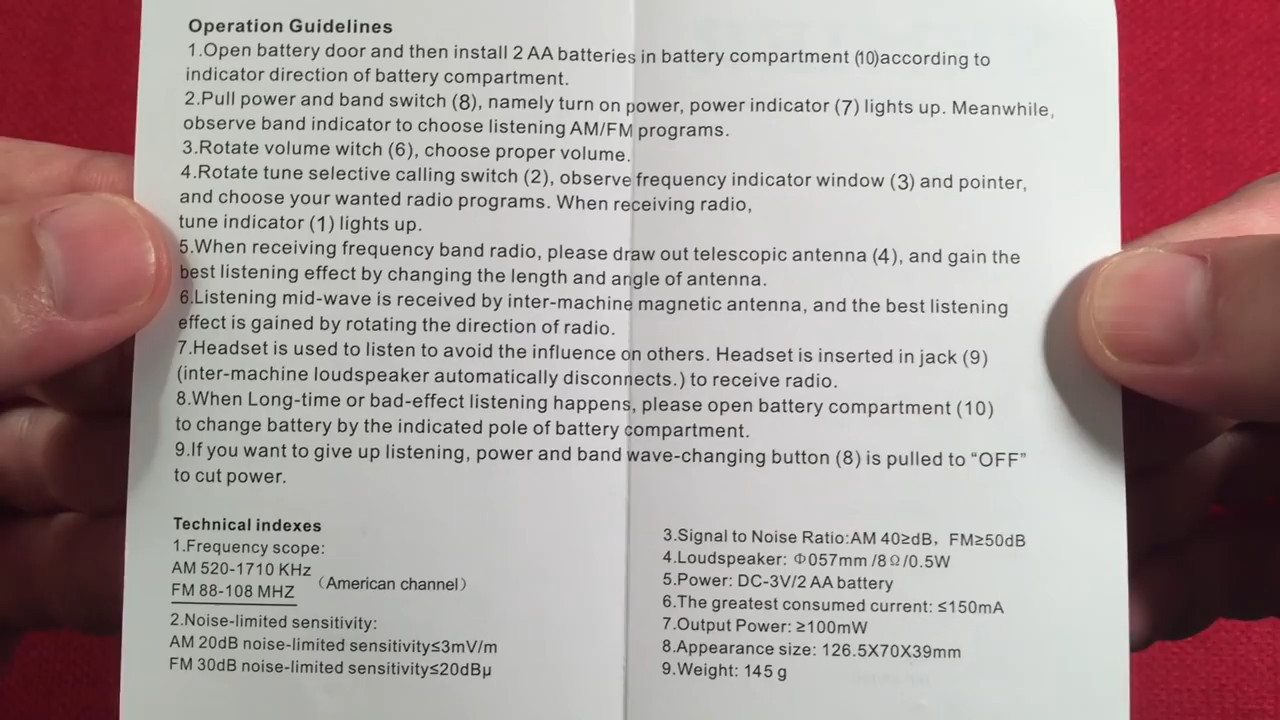 Operation Guidelines
1.Open battery door and then install 2 AA batteries in battery compartment (10)according to
indicator direction of battery compartment.
2.Pull power and band switch (8), namely turn on power, power indicator (7) lights up. Meanwhile,
observe band indicator to choose listening AM/FM programs.
3.Rotate volume witch (6), choose proper volume.
4.Rotate tune selective calling switch (2), observe frequency indicator window (3) and pointer,
and choose your wanted radio programs. When receiving radio,
tune indicator (1) lights up.
5.When receiving frequency band radio, please draw out telescopic antenna (4), and gain the
best listening effect by changing the length and angle of antenna.
6.Listening mid-wave is received by inter-machine magnetic antenna, and the best listening
effect is gained by rotating the direction of radio.
7.Headset is used to listen to avoid the influence on others. Headset is inserted in jack (9)
(inter-machine loudspeaker automatically disconnects.) to receive radio.
8.When Long-time or bad-effect listening happens, please open battery compartment (10)
to change battery by the indicated pole of battery compartment.
9.If you want to give up listening, power and band wave-changing button (8) is pulled to “OFF”
to cut power.
Technical indexes
1.Frequency scope:
AM 520-1710 KHz
(American channel)
FM 88-108 MHZ
2.Noise-limited sensitivity:
AM 20dB noise-limited sensitivity≤3mV/m
FM 30dB noise-limited sensitivity≤20dBμ
3.Signal to Noise Ratio:AM 40≥dB, FM≥50dB
4.Loudspeaker: Φ057mm /8Ω/0.5W
5.Power: DC-3V/2 AA battery
6.The greatest consumed current: ≤150mA
7.Output Power: ≥100mW
8.Appearance size: 126.5X70X39mm
9.Weight: 145 g